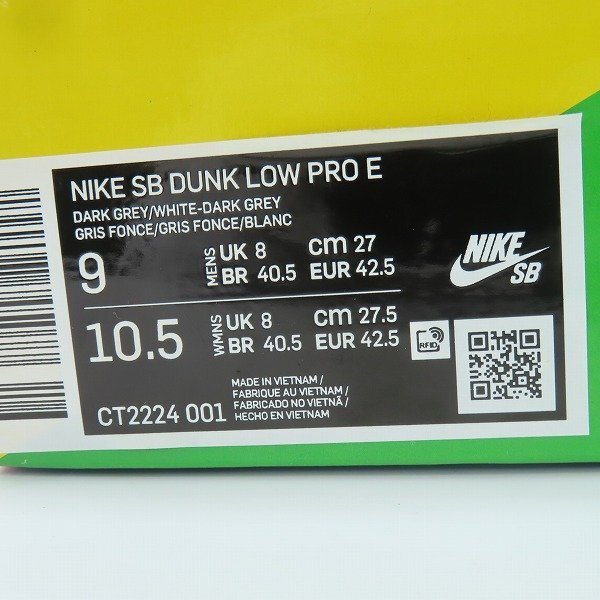 NIKE SB DUNK LOW PRO E
DARK GREY/WHITE-DARK GREY
GRIS FONCE/GRIS FONCE/BLANC
9 MENS UK 8 cm 27
BR 40.5 EUR 42.5
10.5 WMNS UK 8 cm 27.5
BR 40.5 EUR 42.5
NIKE
SB
RFID
CT2224 001
MADE IN VIETNAM /
FABRIQUE AU VIETNAM /
FABRICADO NO VIETNÃ /
HECHO EN VIETNAM